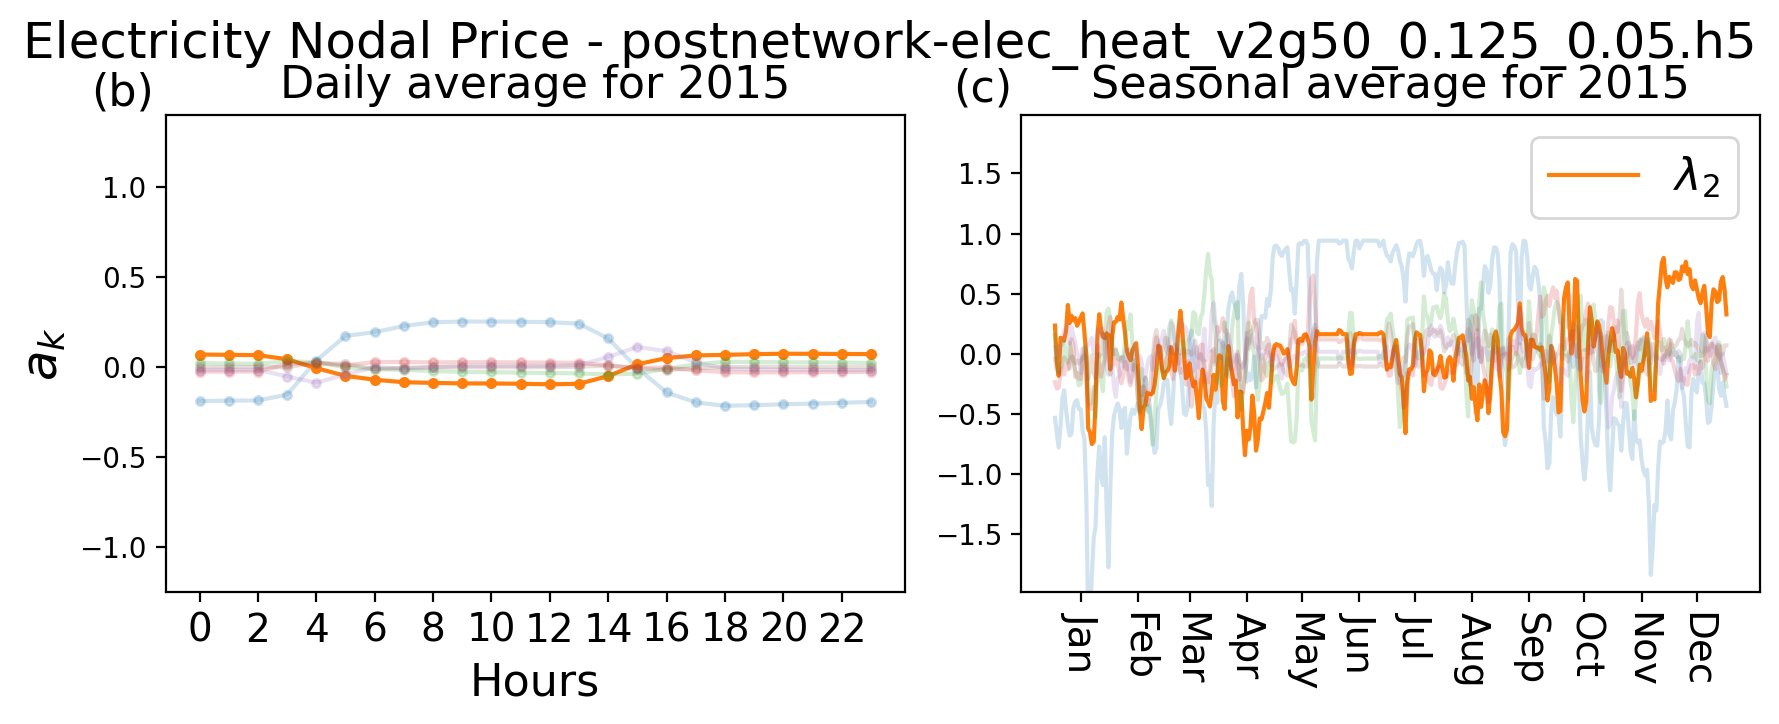 Electricity Nodal Price - postnetwork-elec_heat_v2g50_0.125_0.05.h5
(b)
Daily average for 2015
a_k
1.0
0.5
0.0
−0.5
−1.0
0 2 4 6 8 10 12 14 16 18 20 22
Hours
(c)
Seasonal average for 2015
λ_2
1.5
1.0
0.5
0.0
−0.5
−1.0
−1.5
Jan Feb Mar Apr May Jun Jul Aug Sep Oct Nov Dec